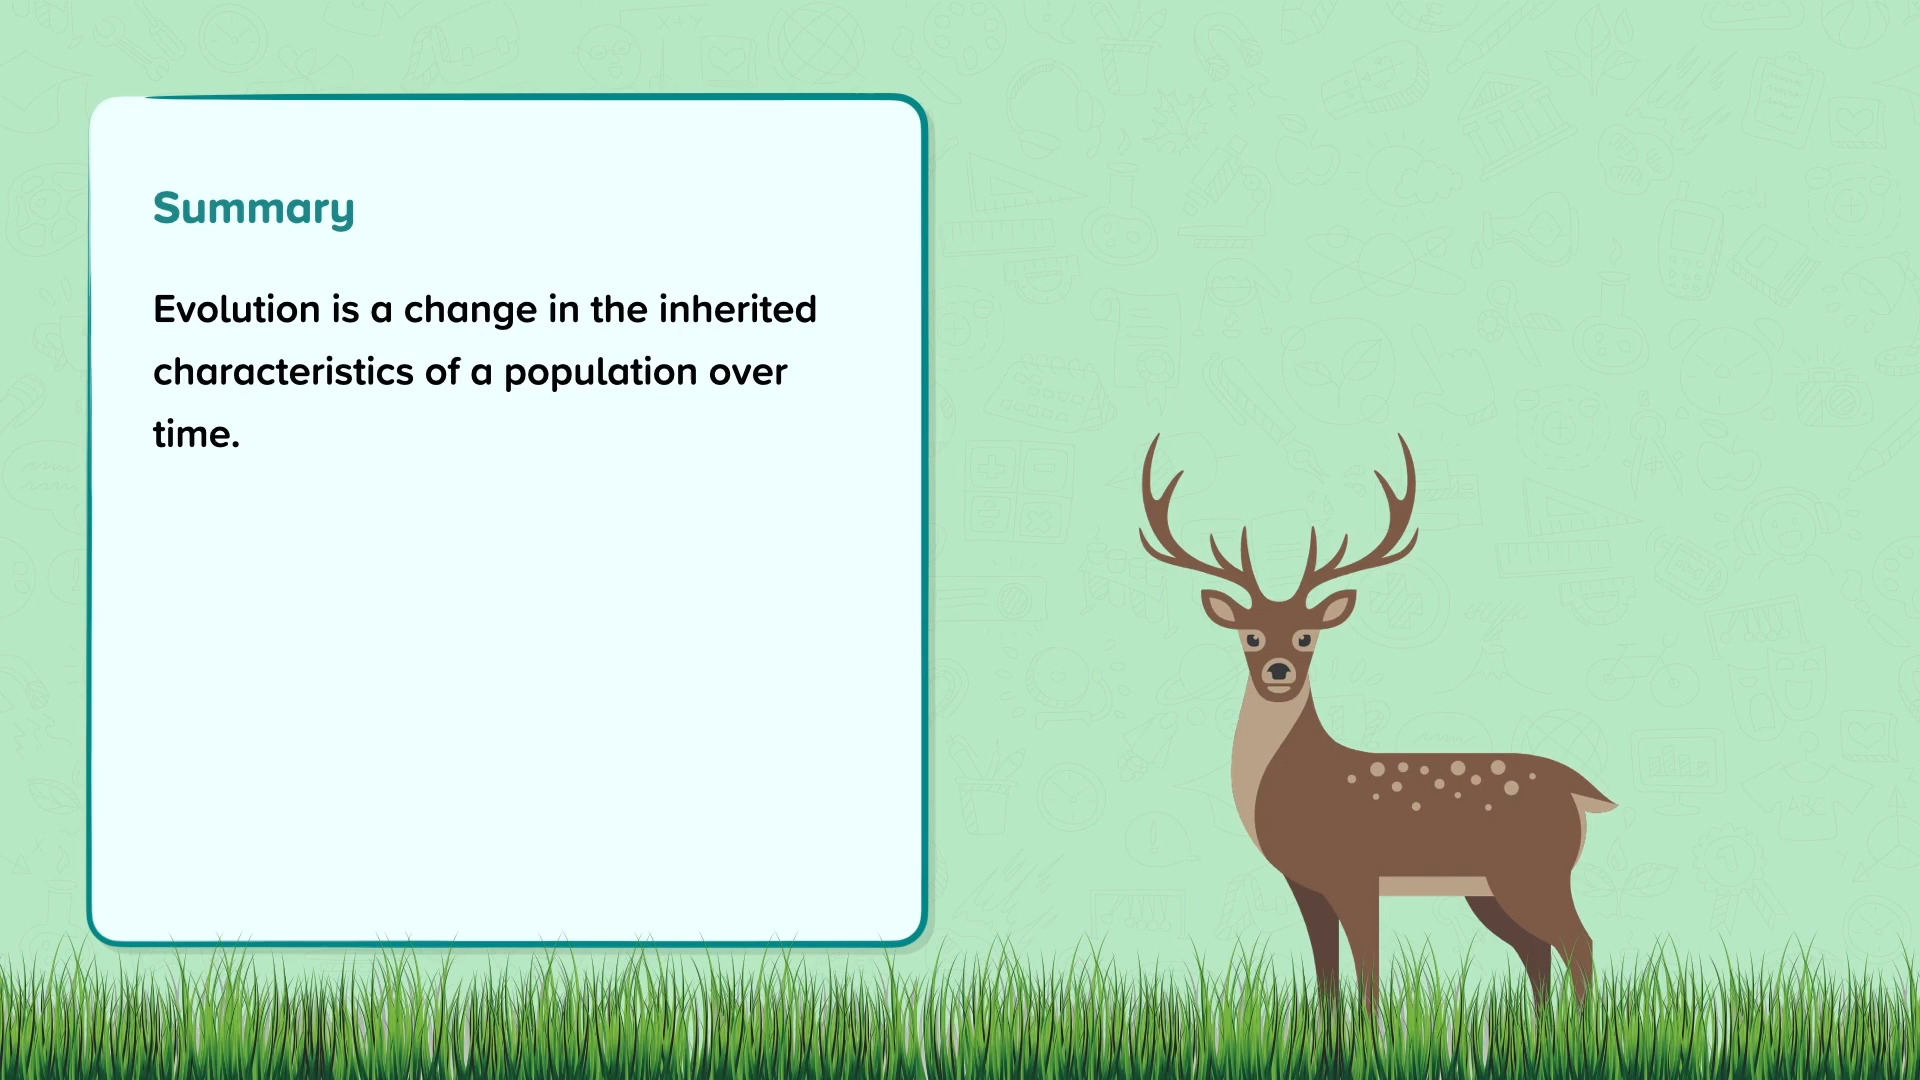 Summary
Evolution is a change in the inherited
characteristics of a population over
time.